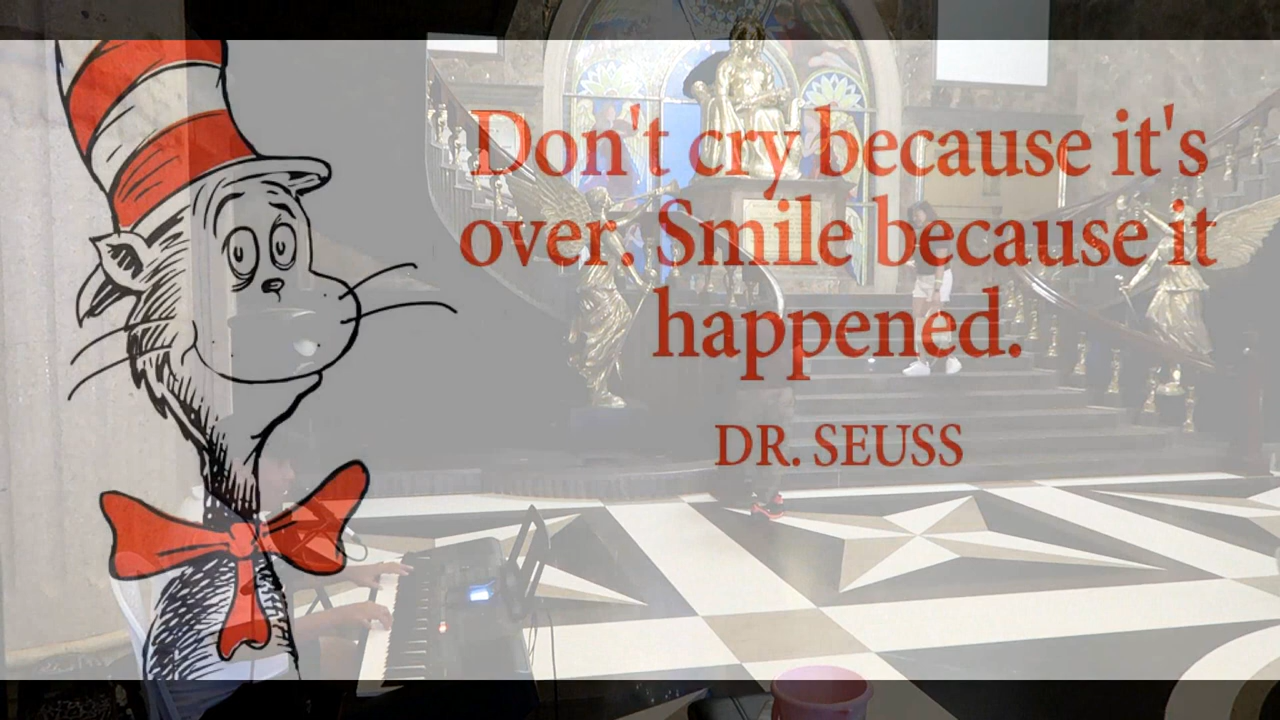 Don't cry because it's
over. Smile because it
happened.
DR. SEUSS